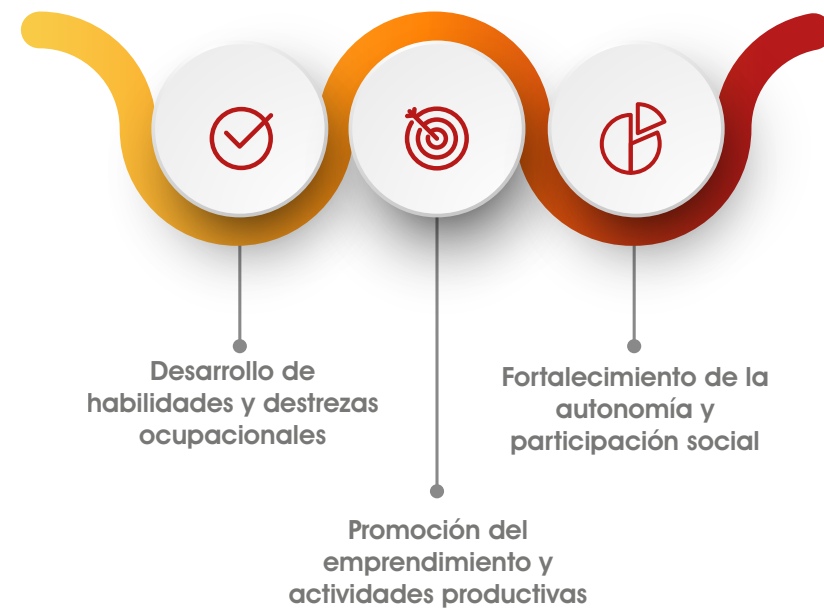 Desarrollo de
habilidades y destrezas
ocupacionales
Promoción del
emprendimiento y
actividades productivas
Fortalecimiento de la
autonomía y
participación social